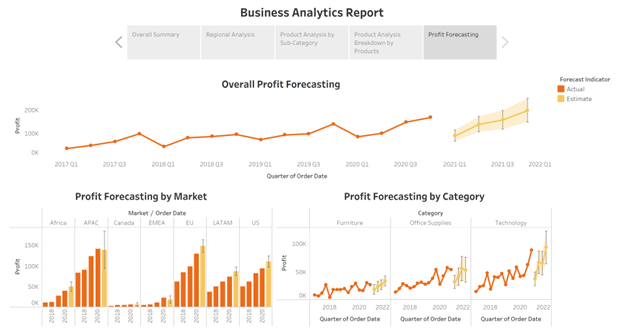 Business Analytics Report
Overall Summary
Regional Analysis
Product Analysis by
Sub-Category
Product Analysis
Breakdown by
Products
Profit Forecasting
Overall Profit Forecasting
Forecast Indicator
Actual
Estimate
Profit
200K
100K
0K
2017 Q1
2017 Q3
2018 Q1
2018 Q3
2019 Q1
2019 Q3
2020 Q1
2020 Q3
2021 Q1
2021 Q3
2022 Q1
Quarter of Order Date
Profit Forecasting by Market
Market / Order Date
Africa
APAC
Canada
EMEA
EU
LATAM
US
Profit
150K
100K
50K
0K
2018
2020
2018
2020
2018
2020
2018
2020
2018
2020
2018
2020
2018
2020
Profit Forecasting by Category
Category
Furniture
Office Supplies
Technology
Profit
100K
50K
0K
2018
2022
2018
2022
2018
2022
Quarter of Order Date
Quarter of Order Date
Quarter of Order Date